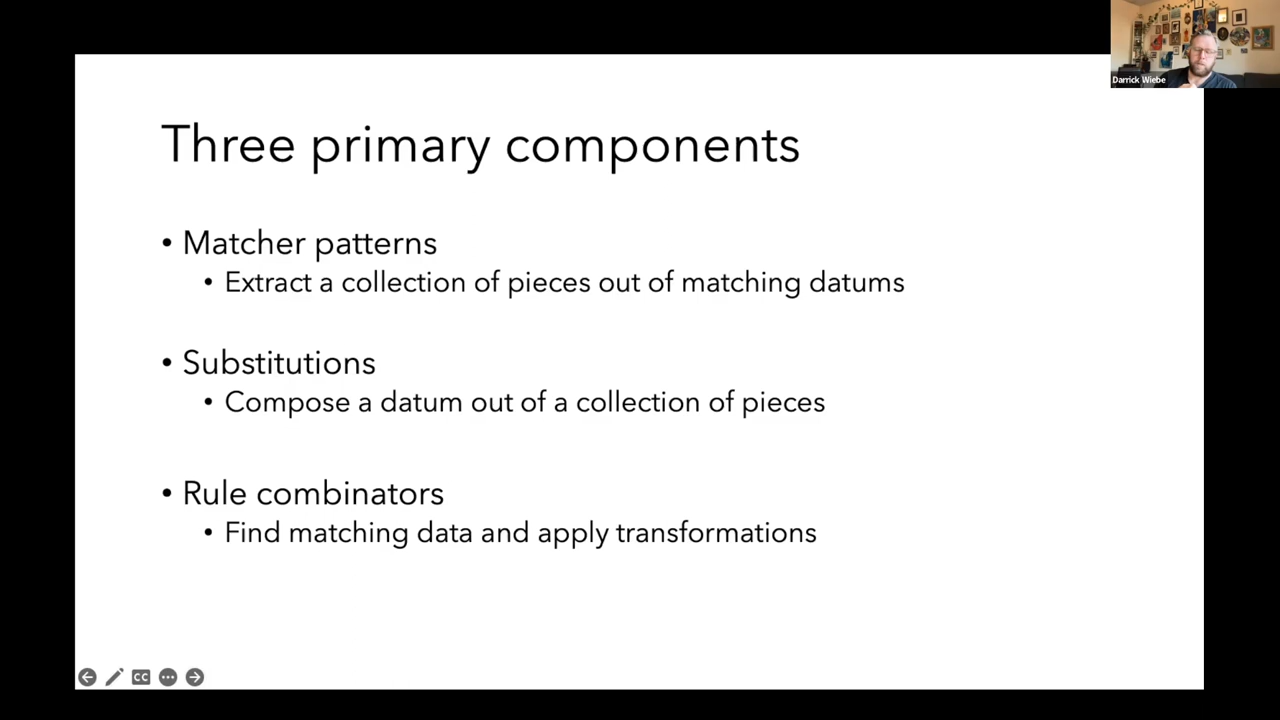 Darrick Wiebe
Three primary components
• Matcher patterns
• Extract a collection of pieces out of matching datums
• Substitutions
• Compose a datum out of a collection of pieces
• Rule combinators
• Find matching data and apply transformations
CC